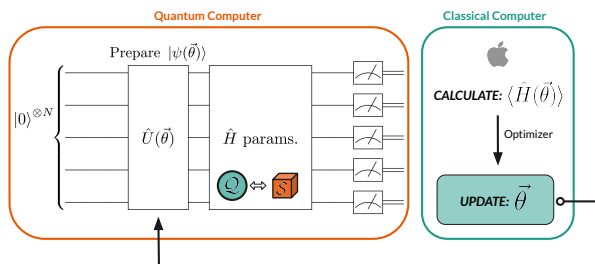 Quantum Computer
Prepare |ψ(θ⃗)⟩
|0⟩⊗N
Û(θ⃗)
Ĥ params.
Q ⇔ S
Classical Computer
CALCULATE: ⟨Ĥ(θ⃗)⟩
Optimizer
UPDATE: θ⃗